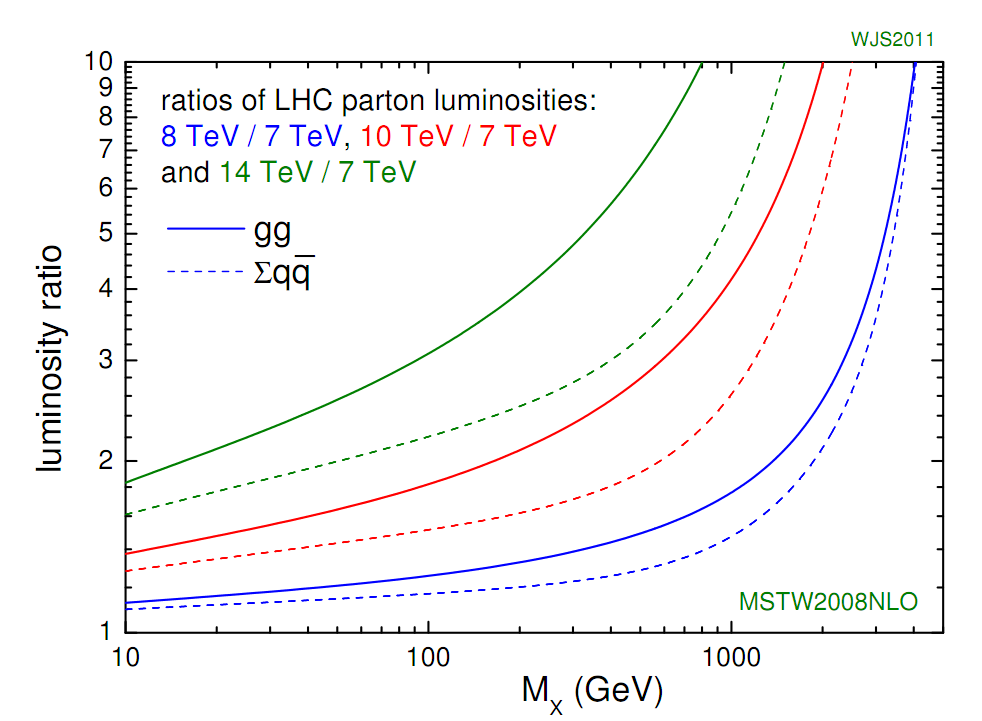 WJS2011
10
9
8
7
6
5
4
3
2
1
luminosity ratio
ratios of LHC parton luminosities:
8 TeV / 7 TeV, 10 TeV / 7 TeV
and 14 TeV / 7 TeV
gg
Σqq̅
MSTW2008NLO
10 100 1000
M_X (GeV)